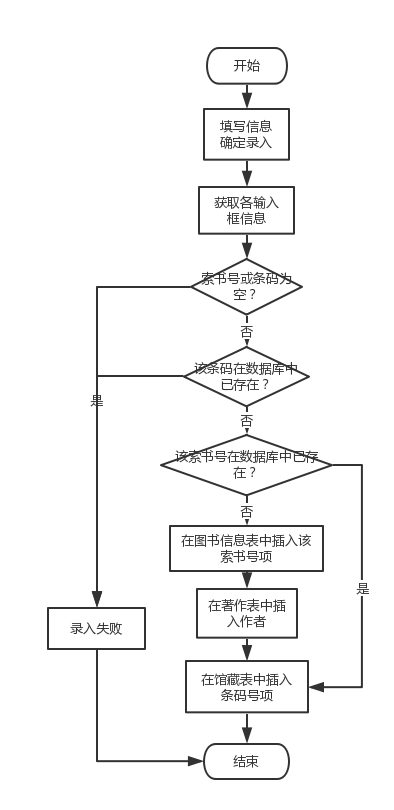 开始
填写信息
确定录入
获取各输入
框信息
索书号或条码为
空？
否
该条码在数据库中
已存在？
是
否
该索书号在数据库中已存
在？
否
在图书信息表中插入该
索书号项
是
在著作表中插
入作者
录入失败
在馆藏表中插入
条码号项
结束